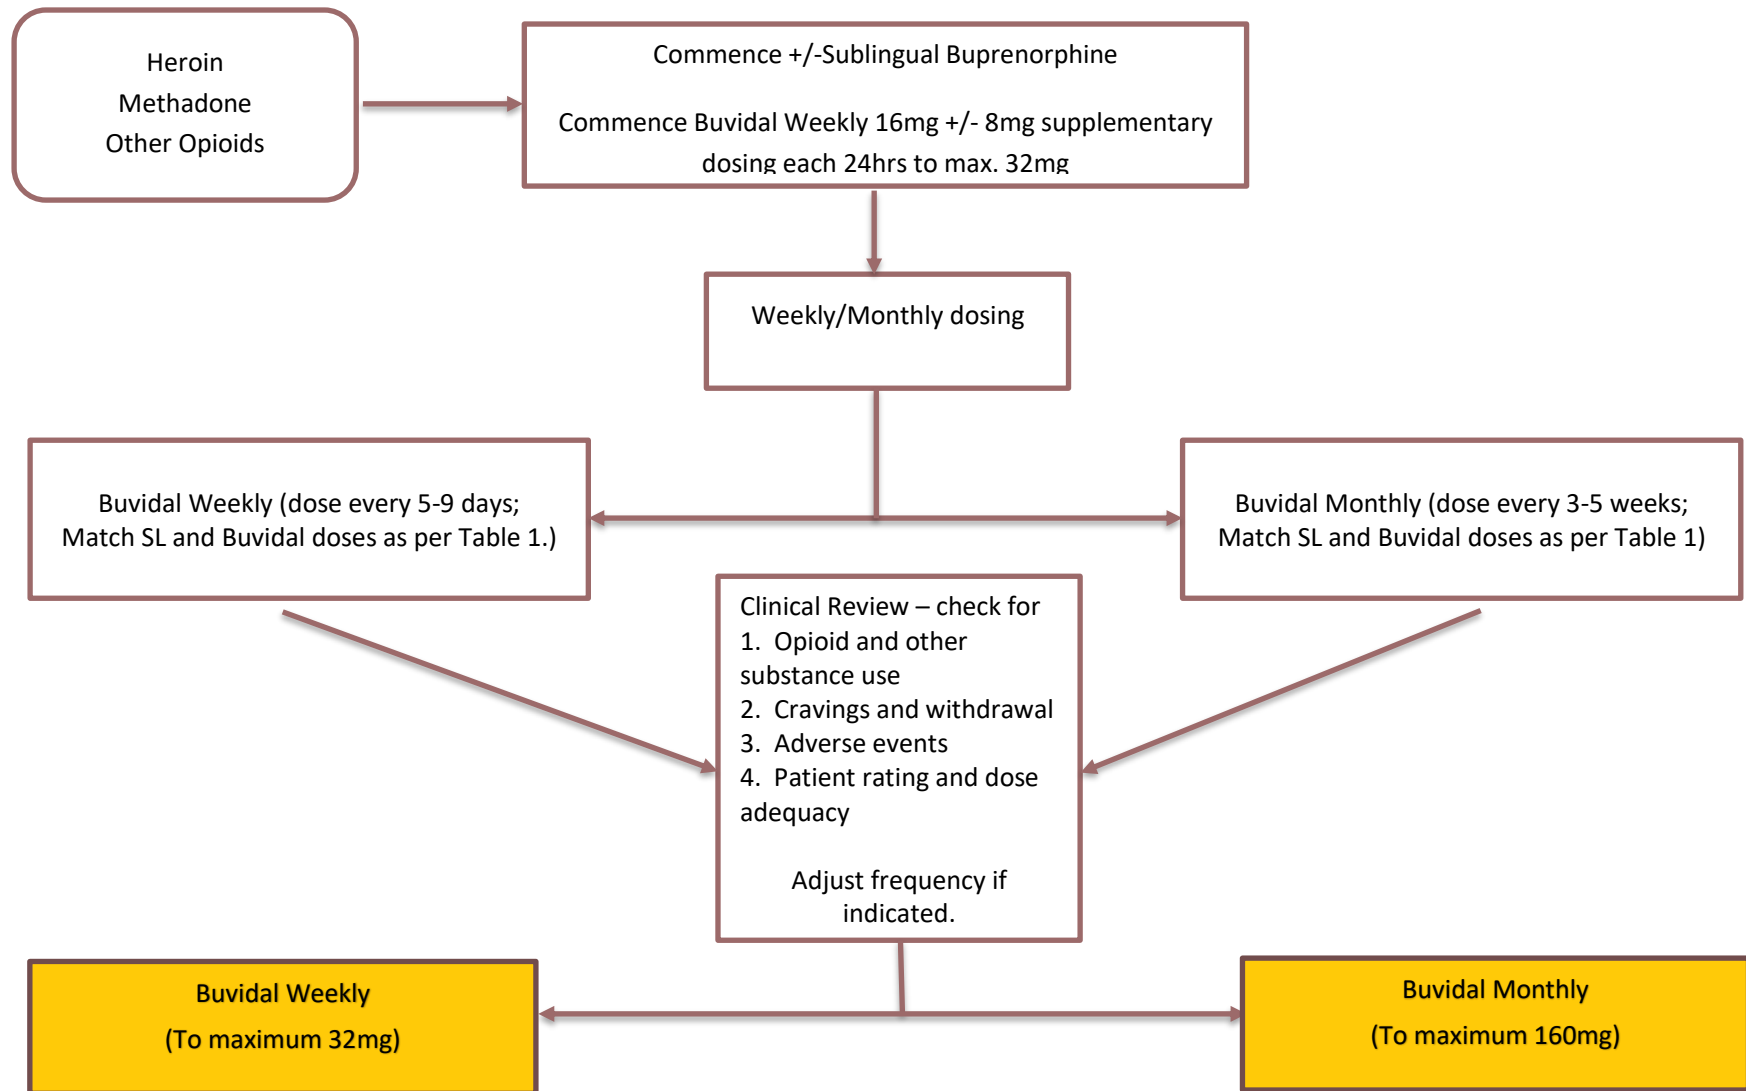 Heroin
Methadone
Other Opioids
Commence +/-Sublingual Buprenorphine
Commence Buvidal Weekly 16mg +/- 8mg supplementary
dosing each 24hrs to max. 32mg
Weekly/Monthly dosing
Buvidal Weekly (dose every 5-9 days;
Match SL and Buvidal doses as per Table 1.)
Buvidal Monthly (dose every 3-5 weeks;
Match SL and Buvidal doses as per Table 1)
Clinical Review – check for
1. Opioid and other
substance use
2. Cravings and withdrawal
3. Adverse events
4. Patient rating and dose
adequacy
Adjust frequency if
indicated.
Buvidal Weekly
(To maximum 32mg)
Buvidal Monthly
(To maximum 160mg)